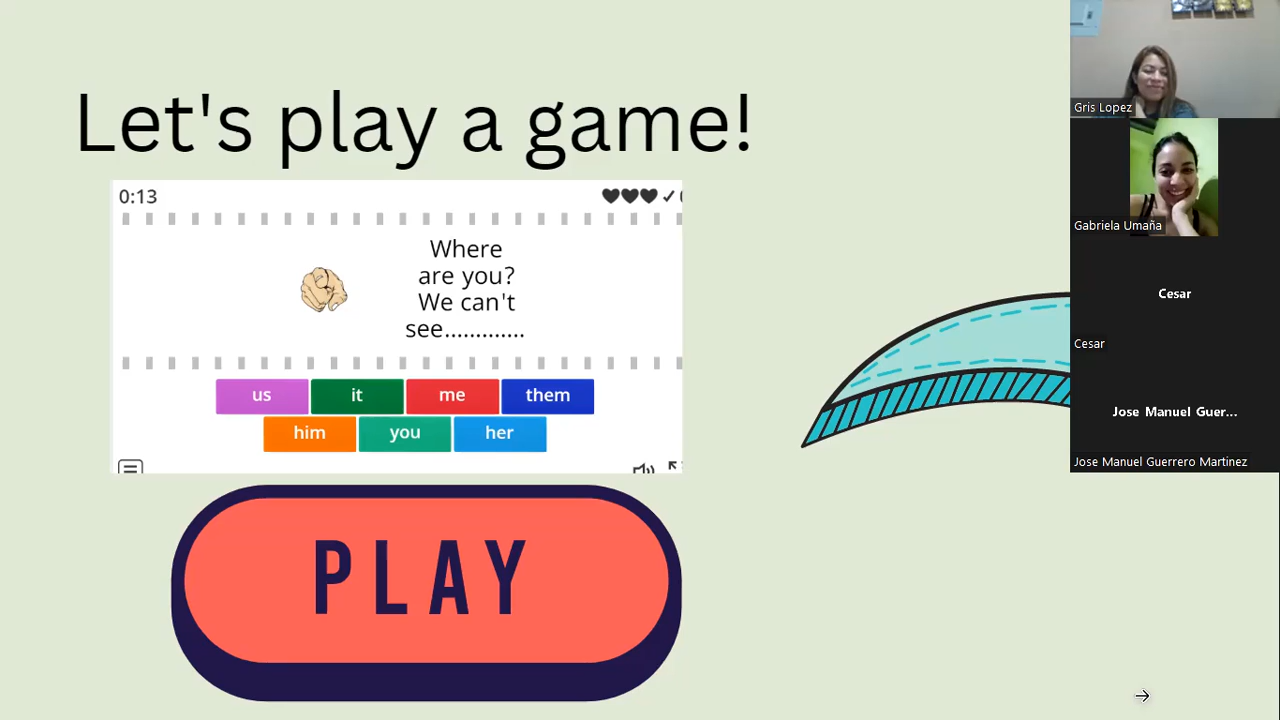 Let's play a game!
0:13
Where
are you?
We can't
see.............
us
it
me
them
him
you
her
PLAY
Gris Lopez
Gabriela Umaña
Cesar
Cesar
Jose Manuel Guer...
Jose Manuel Guerrero Martinez